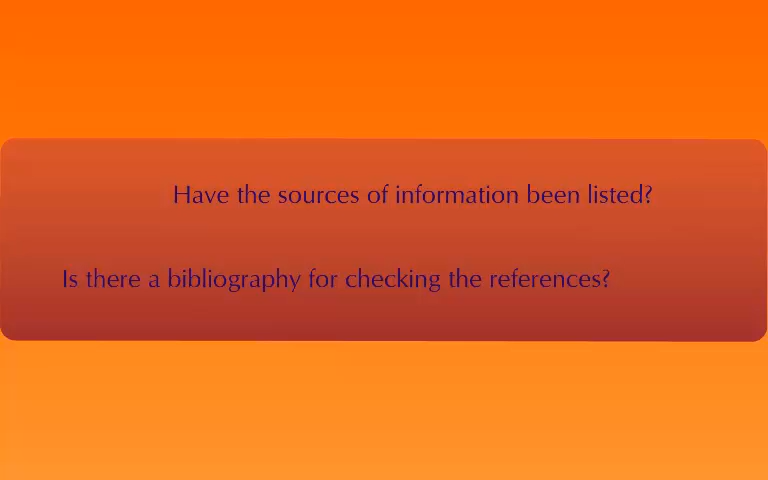 Have the sources of information been listed?
Is there a bibliography for checking the references?